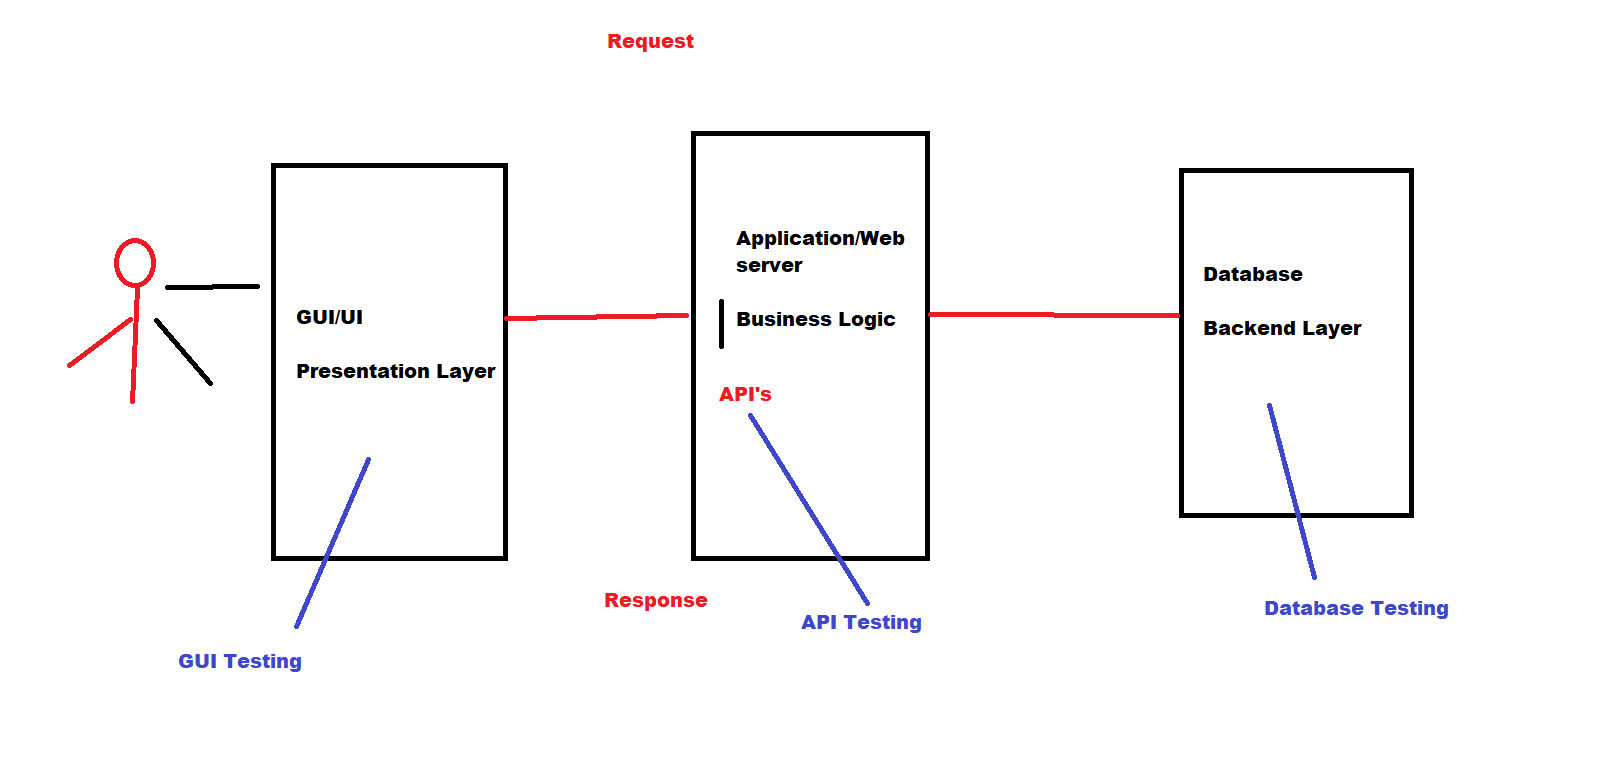 Request
GUI/UI
Presentation Layer
Application/Web
server
Business Logic
API's
Database
Backend Layer
Response
GUI Testing
API Testing
Database Testing